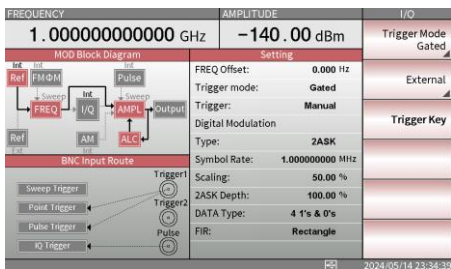 FREQUENCY AMPLITUDE I/O
1.000000000000 GHz −140.00 dBm
Trigger Mode
Gated
External
Trigger Key
MOD Block Diagram
Int Int Int
Ref FMΦM Pulse
Sweep Int Sweep
FREQ I/Q AMPL Output
Ref AM ALC
Ext Int
BNC Input Route
Trigger1
Sweep Trigger
Point Trigger
Trigger2
Pulse Trigger
Pulse
IQ Trigger
Setting
FREQ Offset: 0.000 Hz
Trigger mode: Gated
Trigger: Manual
Digital Modulation
Type: 2ASK
Symbol Rate: 1.000000000 MHz
Scaling: 50.00 %
2ASK Depth: 100.00 %
DATA Type: 4 1's & 0's
FIR: Rectangle
2024/05/14 23:34:39